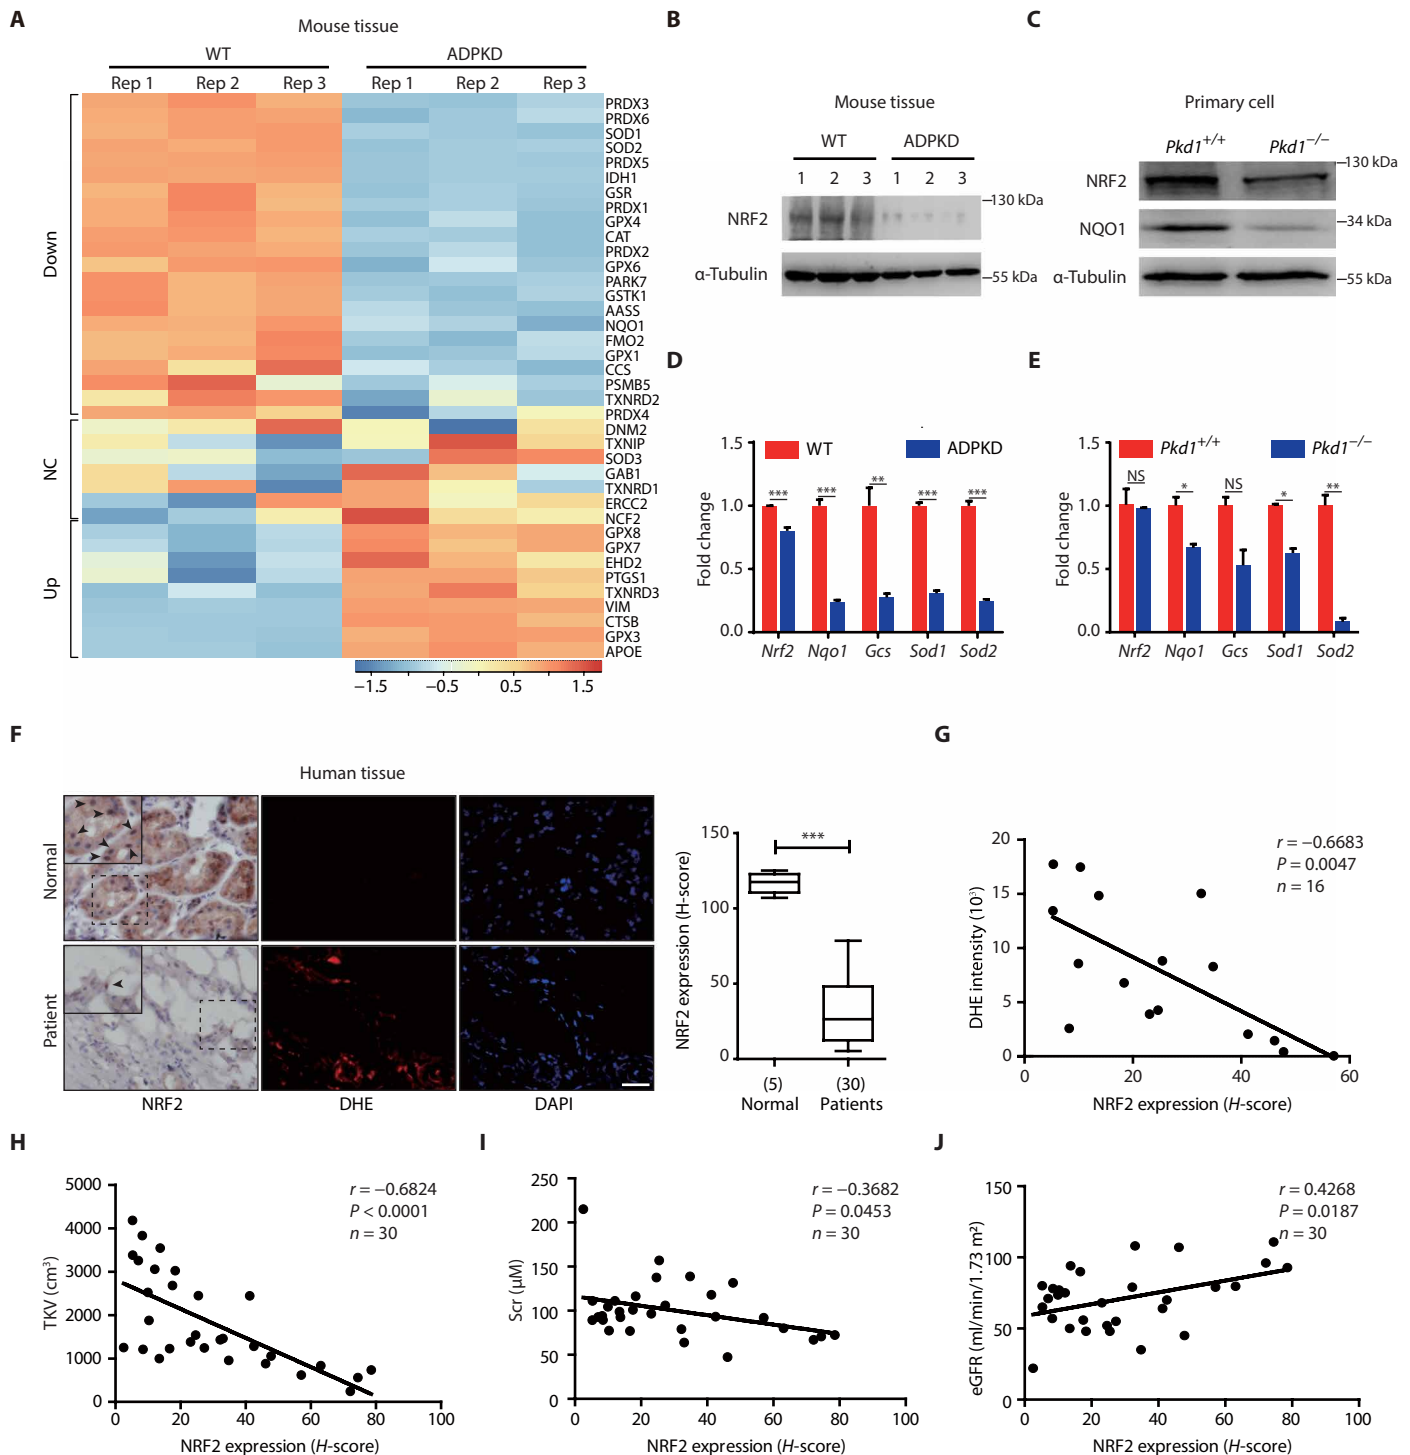 A
Mouse tissue
WT ADPKD
Rep 1 Rep 2 Rep 3 Rep 1 Rep 2 Rep 3
Down
NC
Up
PRDX3
PRDX6
SOD1
SOD2
PRDX5
IDH1
GSR
PRDX1
GPX4
CAT
PRDX2
GPX6
PARK7
GSTK1
AASS
NQO1
FMO2
GPX1
CCS
PSMB5
TXNRD2
PRDX4
DNM2
TXNIP
SOD3
GAB1
TXNRD1
ERCC2
NCF2
GPX8
GPX7
EHD2
PTGS1
TXNRD3
VIM
CTSB
GPX3
APOE
−1.5 −0.5 0.5 1.5
B
Mouse tissue
WT ADPKD
1 2 3 1 2 3
NRF2
–130 kDa
α-Tubulin
–55 kDa
C
Primary cell
Pkd1+/+ Pkd1−/−
NRF2
–130 kDa
NQO1
–34 kDa
α-Tubulin
–55 kDa
D
WT ADPKD
Fold change
1.5
1.0
0.5
0.0
*** *** ** *** ***
Nrf2 Nqo1 Gcs Sod1 Sod2
E
Pkd1+/+ Pkd1−/−
Fold change
1.5
1.0
0.5
0.0
NS * NS * **
Nrf2 Nqo1 Gcs Sod1 Sod2
F
Human tissue
Normal
Patient
NRF2 DHE DAPI
NRF2 expression (H-score)
150
100
50
0
***
(5) (30)
Normal Patients
G
DHE intensity (10³)
20
15
10
5
0
r = −0.6683
P = 0.0047
n = 16
0 20 40 60
NRF2 expression (H-score)
H
TKV (cm³)
5000
4000
3000
2000
1000
0
r = −0.6824
P < 0.0001
n = 30
0 20 40 60 80 100
NRF2 expression (H-score)
I
Scr (μM)
250
200
150
100
50
0
r = −0.3682
P = 0.0453
n = 30
0 20 40 60 80 100
NRF2 expression (H-score)
J
eGFR (ml/min/1.73 m²)
150
100
50
0
r = 0.4268
P = 0.0187
n = 30
0 20 40 60 80 100
NRF2 expression (H-score)